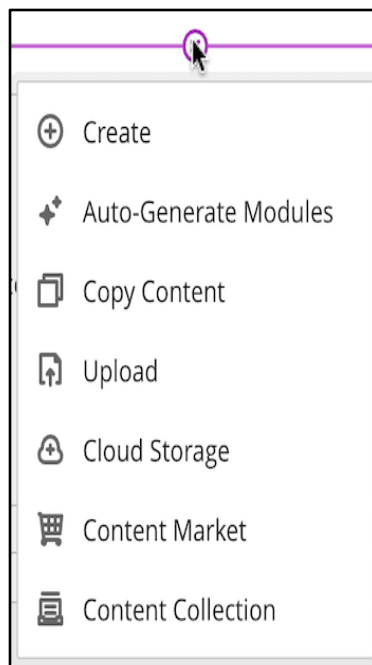 Create
Auto-Generate Modules
Copy Content
Upload
Cloud Storage
Content Market
Content Collection